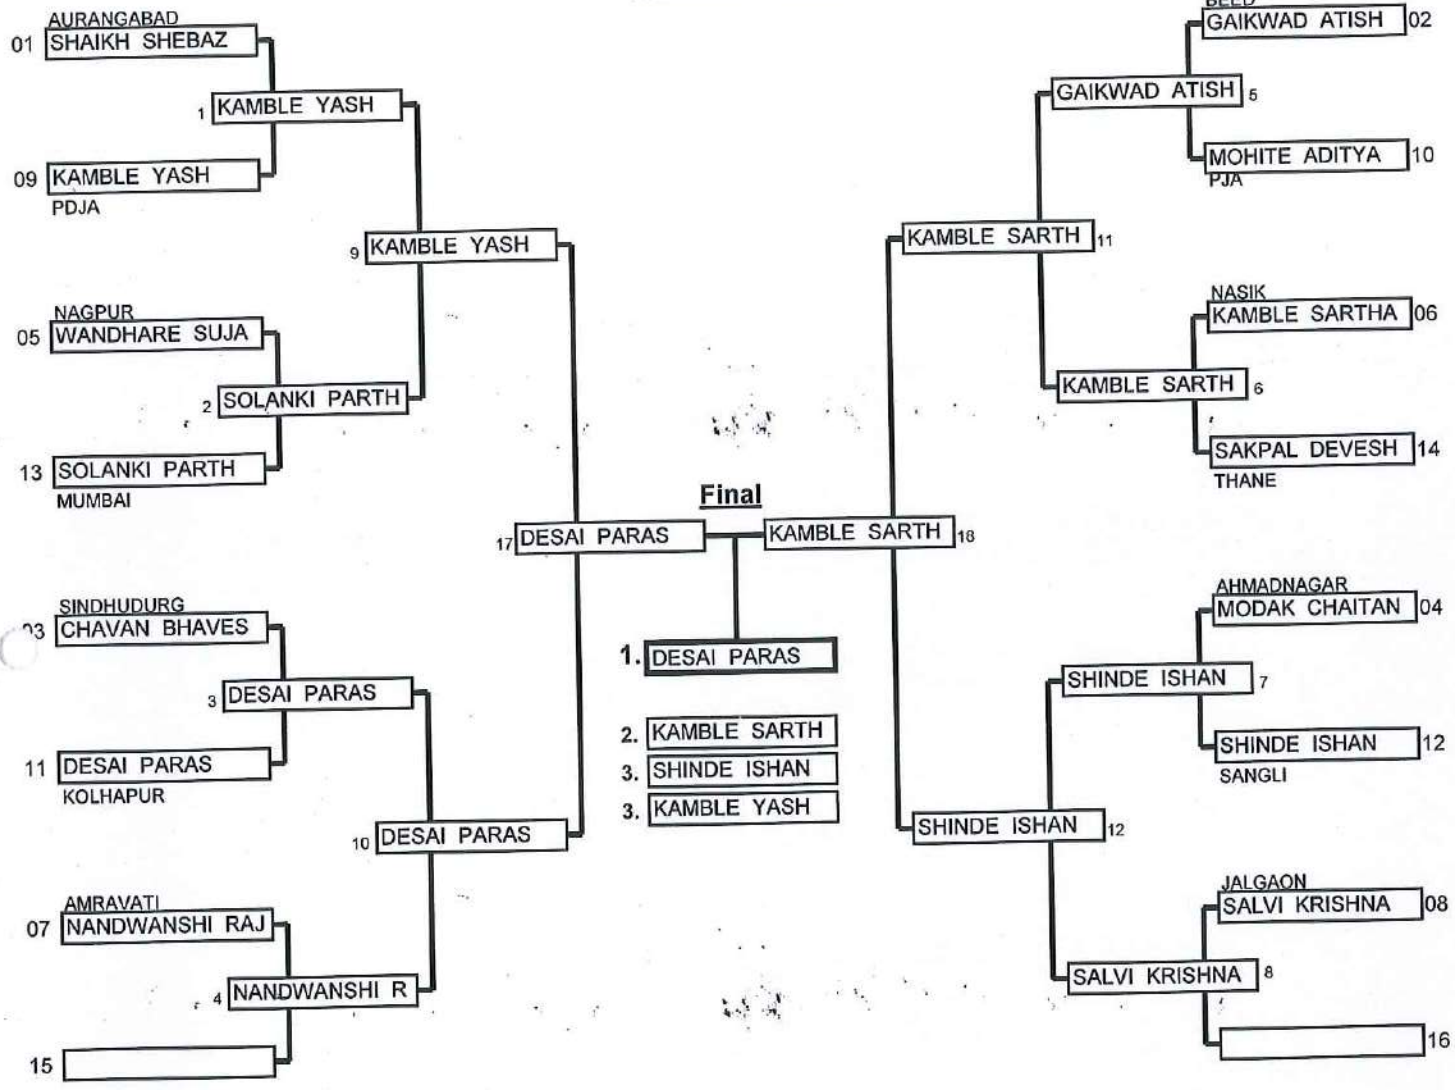 AURANGABAD
01 SHAIKH SHEBAZ
1 KAMBLE YASH
09 KAMBLE YASH
PDJA
9 KAMBLE YASH
NAGPUR
05 WANDHARE SUJA
2 SOLANKI PARTH
13 SOLANKI PARTH
MUMBAI
17 DESAI PARAS
SINDHUDURG
03 CHAVAN BHAVES
3 DESAI PARAS
11 DESAI PARAS
KOLHAPUR
10 DESAI PARAS
AMRAVATI
07 NANDWANSHI RAJ
4 NANDWANSHI R
15
Final
1. DESAI PARAS
2. KAMBLE SARTH
3. SHINDE ISHAN
3. KAMBLE YASH
BEED
GAIKWAD ATISH 02
GAIKWAD ATISH 5
MOHITE ADITYA 10
PJA
KAMBLE SARTH 11
NASIK
KAMBLE SARTHA 06
KAMBLE SARTH 6
SAKPAL DEVESH 14
THANE
KAMBLE SARTH 18
AHMADNAGAR
MODAK CHAITAN 04
SHINDE ISHAN 7
SHINDE ISHAN 12
SANGLI
SHINDE ISHAN 12
JALGAON
SALVI KRISHNA 08
SALVI KRISHNA 8
16